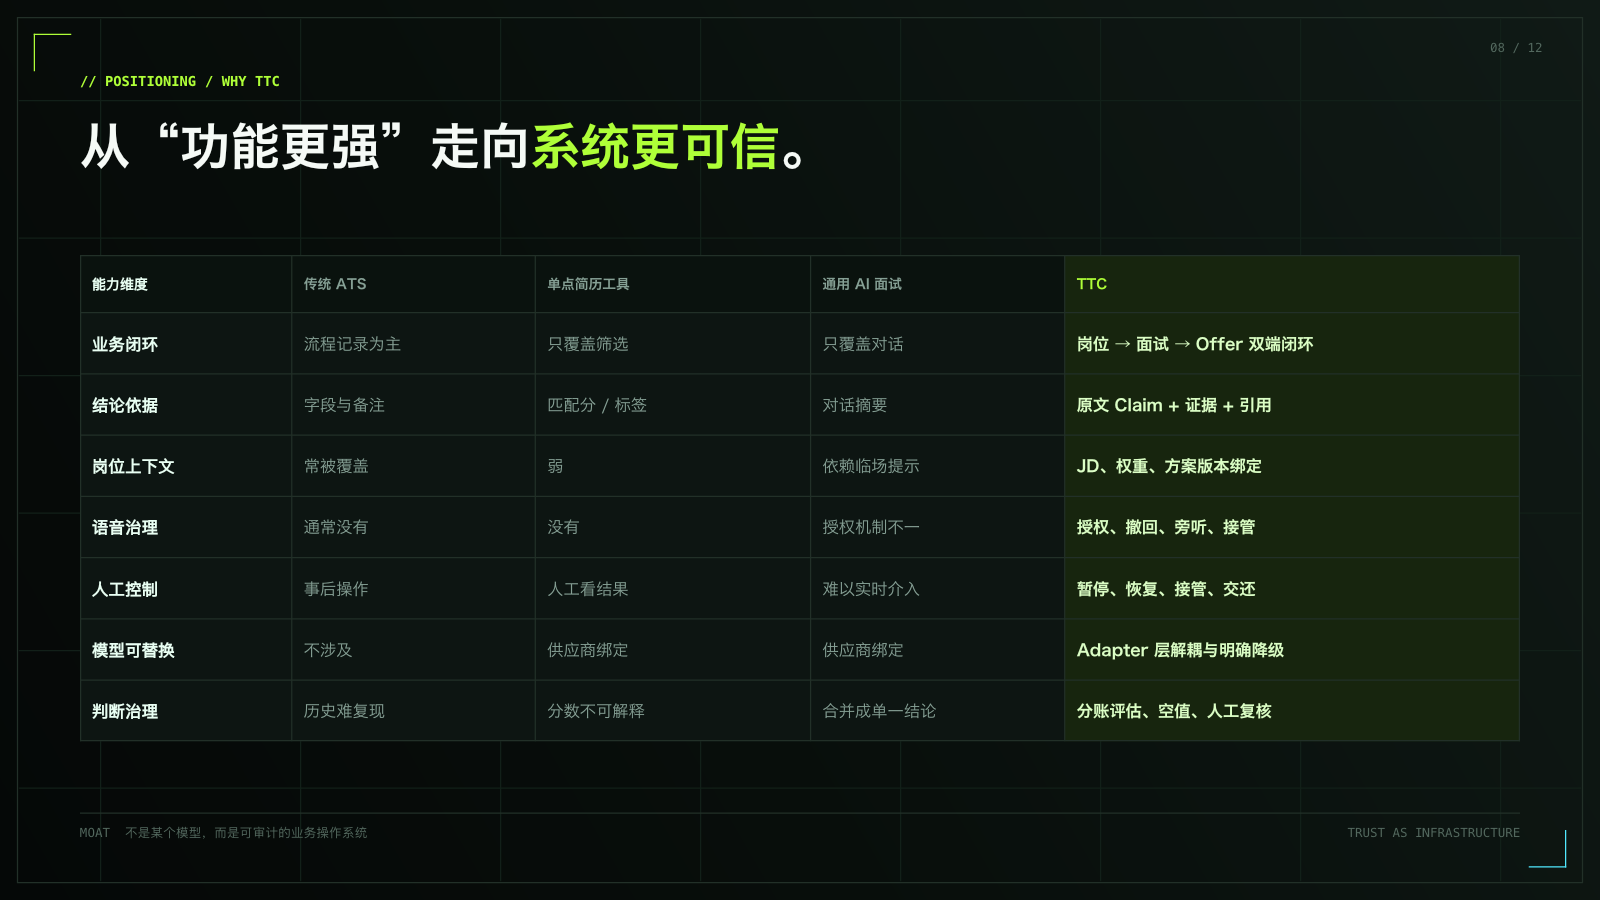 08 / 12
// POSITIONING / WHY TTC
从“功能更强”走向系统更可信。
能力维度 传统 ATS 单点简历工具 通用 AI 面试 TTC
业务闭环 流程记录为主 只覆盖筛选 只覆盖对话 岗位 → 面试 → Offer 双端闭环
结论依据 字段与备注 匹配分 / 标签 对话摘要 原文 Claim + 证据 + 引用
岗位上下文 常被覆盖 弱 依赖临场提示 JD、权重、方案版本绑定
语音治理 通常没有 没有 授权机制不一 授权、撤回、旁听、接管
人工控制 事后操作 人工看结果 难以实时介入 暂停、恢复、接管、交还
模型可替换 不涉及 供应商绑定 供应商绑定 Adapter 层解耦与明确降级
判断治理 历史难复现 分数不可解释 合并成单一结论 分账评估、空值、人工复核
MOAT 不是某个模型，而是可审计的业务操作系统
TRUST AS INFRASTRUCTURE